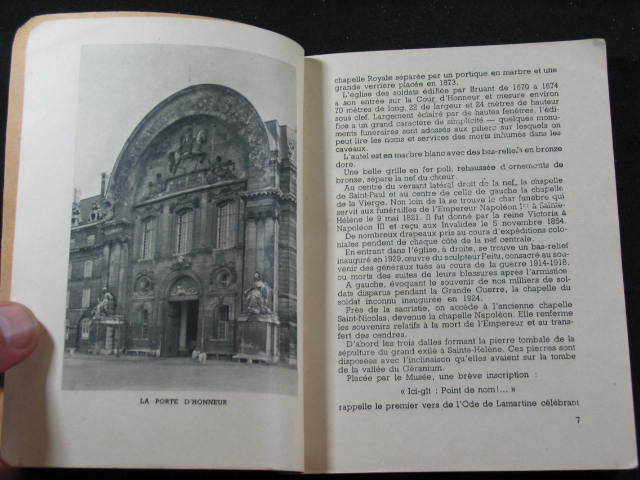 LA PORTE D'HONNEUR
chapelle Royale séparée par un portique en marbre et une
grande verrière placée en 1873.
L'église des soldats édifiée par Bruant de 1670 à 1674
a son entrée sur la Cour d'Honneur et mesure environ
70 mètres de long, 22 de largeur et 24 mètres de hauteur
sous clef. Largement éclairé par de hautes fenêtres, l'édi-
fice a un grand caractère de simplicité — quelques monu-
ments funéraires sont adossés aux piliers sur lesquels on
peut lire les noms et services des morts inhumés dans les
caveaux.
L'autel est en marbre blanc avec des bas-reliefs en bronze
doré.
Une belle grille en fer poli, rehaussée d'ornements de
bronze, sépare la nef du chœur.
Au centre du versant latéral droit de la nef, la chapelle
de Saint-Paul et au centre de celle de gauche la chapelle
de la Vierge. Non loin de là se trouve le char funèbre qui
servit aux funérailles de l'Empereur Napoléon Ier à Sainte-
Hélène le 9 mai 1821. Il fut donné par la reine Victoria à
Napoléon III et reçu aux Invalides le 5 novembre 1854.
De nombreux drapeaux pris au cours d'expéditions colo-
niales pendent de chaque côté de la nef centrale.
En entrant dans l'église, à droite, se trouve un bas-relief
inauguré en 1929, œuvre du sculpteur Feitu, consacré au sou-
venir des généraux tués au cours de la guerre 1914-1918,
ou morts des suites de leurs blessures après l'armistice.
A gauche, évoquant le souvenir de nos milliers de sol-
dats disparus pendant la Grande Guerre, la chapelle du
soldat inconnu inaugurée en 1924.
Près de la sacristie, on accède à l'ancienne chapelle
Saint-Nicolas, devenue la chapelle Napoléon. Elle renferme
les souvenirs relatifs à la mort de l'Empereur et au trans-
fert des cendres.
D'abord les trois dalles formant la pierre tombale de la
sépulture du grand exilé à Sainte-Hélène. Ces pierres sont
disposées avec l'inclinaison qu'elles avaient sur la tombe
de la vallée du Géranium.
Placée par le Musée, une brève inscription :
« Ici-gît : Point de nom!... »
rappelle le premier vers de l'Ode de Lamartine célébrant
7